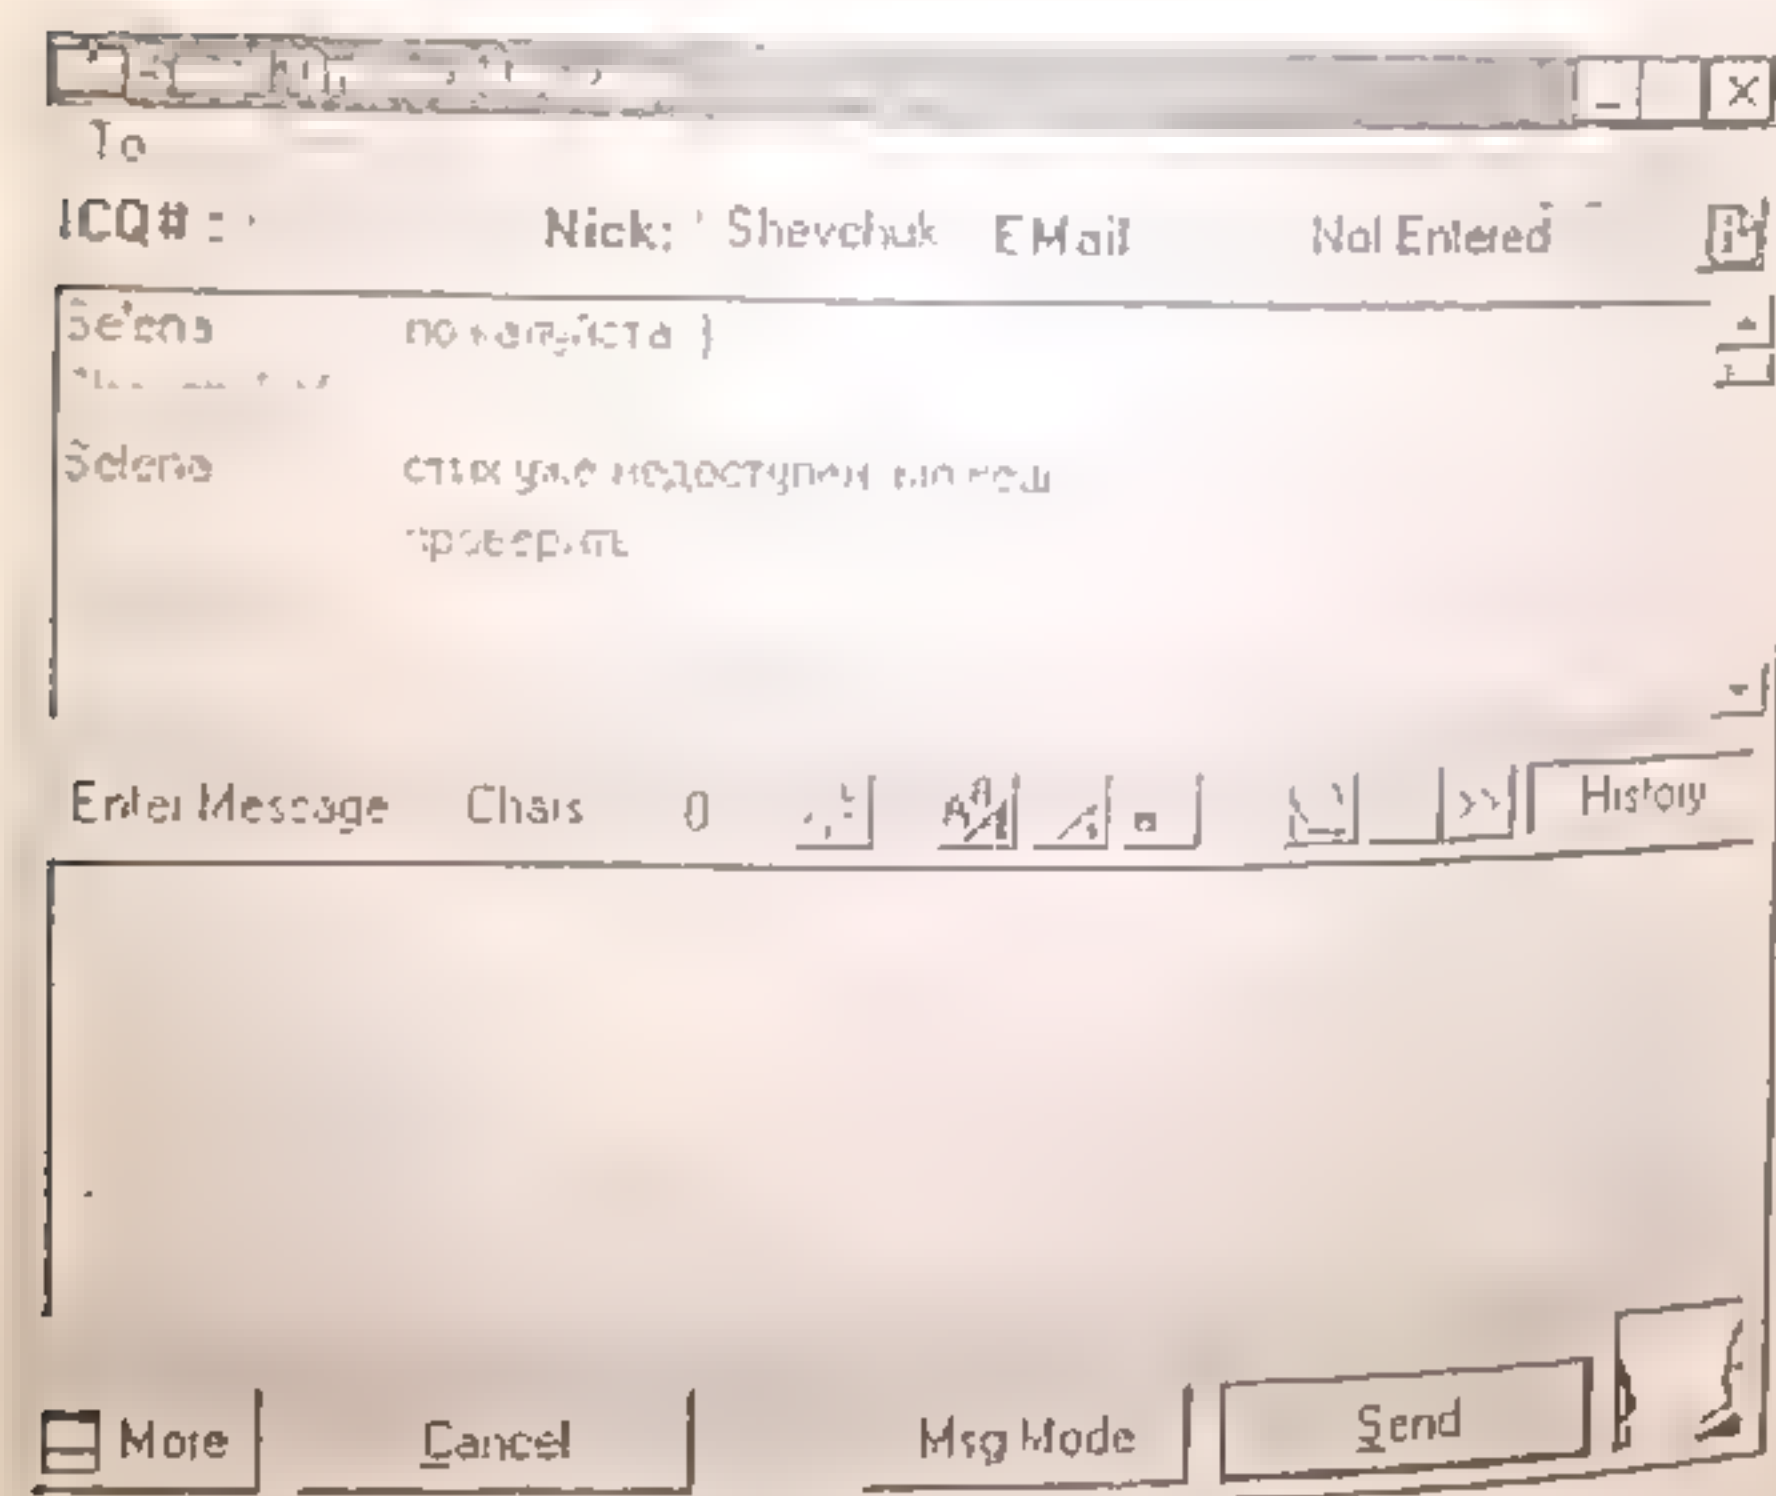 To
ICQ#: Nick: Shevchuk EMail Not Entered
Selena пожалуйста )
Selena стих уже недоступен
проверить
Enter Message Chars 0 History
More Cancel Msg Mode Send